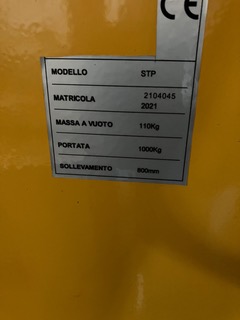 CE
MODELLO STP
MATRICOLA 2104045
2021
MASSA A VUOTO 110Kg
PORTATA 1000Kg
SOLLEVAMENTO 800mm